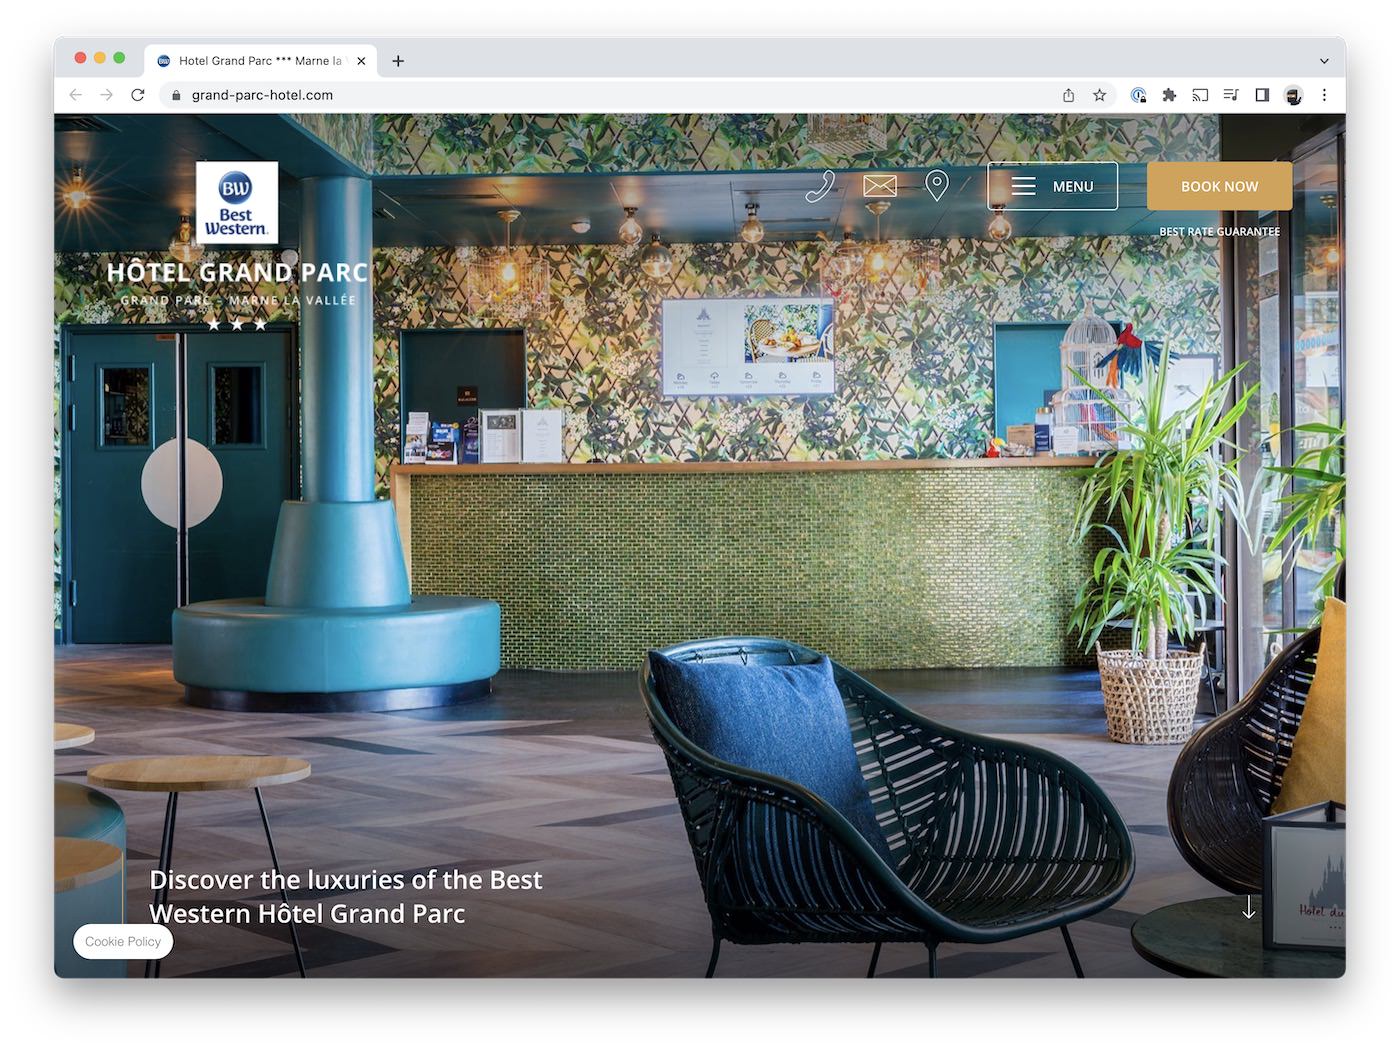 Hotel Grand Parc *** Marne la
grand-parc-hotel.com
BW
Best
Western
HÔTEL GRAND PARC
GRAND PARC - MARNE LA VALLÉE
MENU
BOOK NOW
BEST RATE GUARANTEE
Discover the luxuries of the Best
Western Hôtel Grand Parc
Cookie Policy
Hotel du